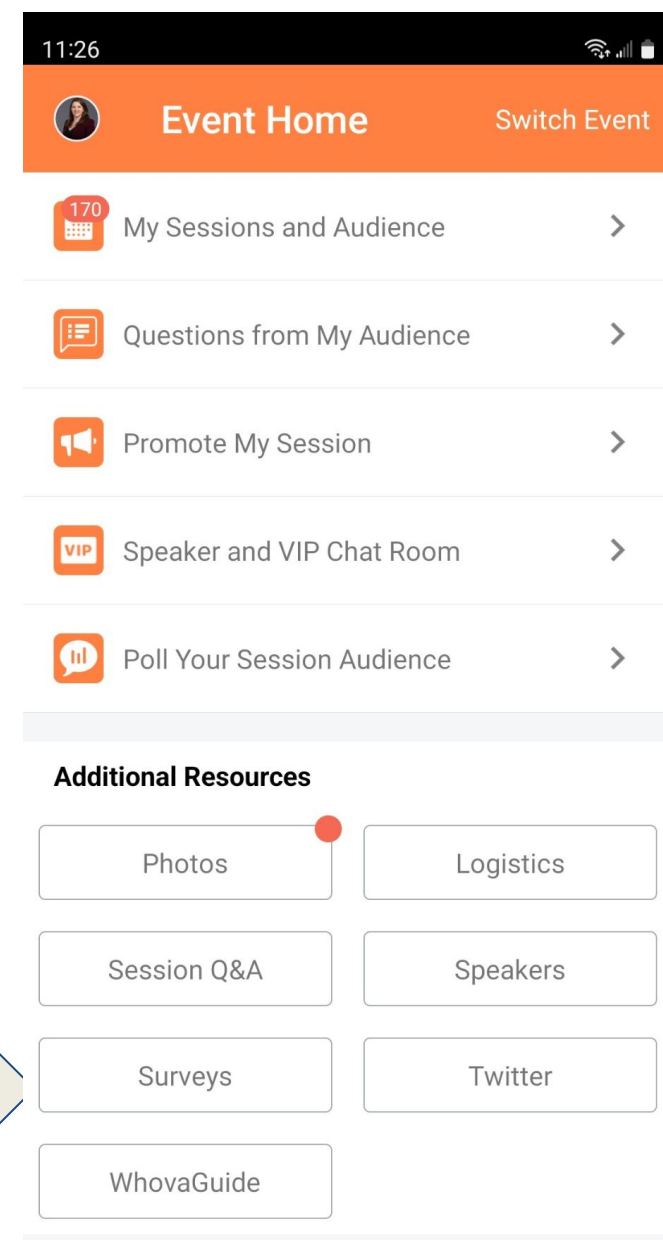 11:26
Event Home
Switch Event
170
My Sessions and Audience
Questions from My Audience
Promote My Session
VIP
Speaker and VIP Chat Room
Poll Your Session Audience
Additional Resources
Photos
Logistics
Session Q&A
Speakers
Surveys
Twitter
WhovaGuide